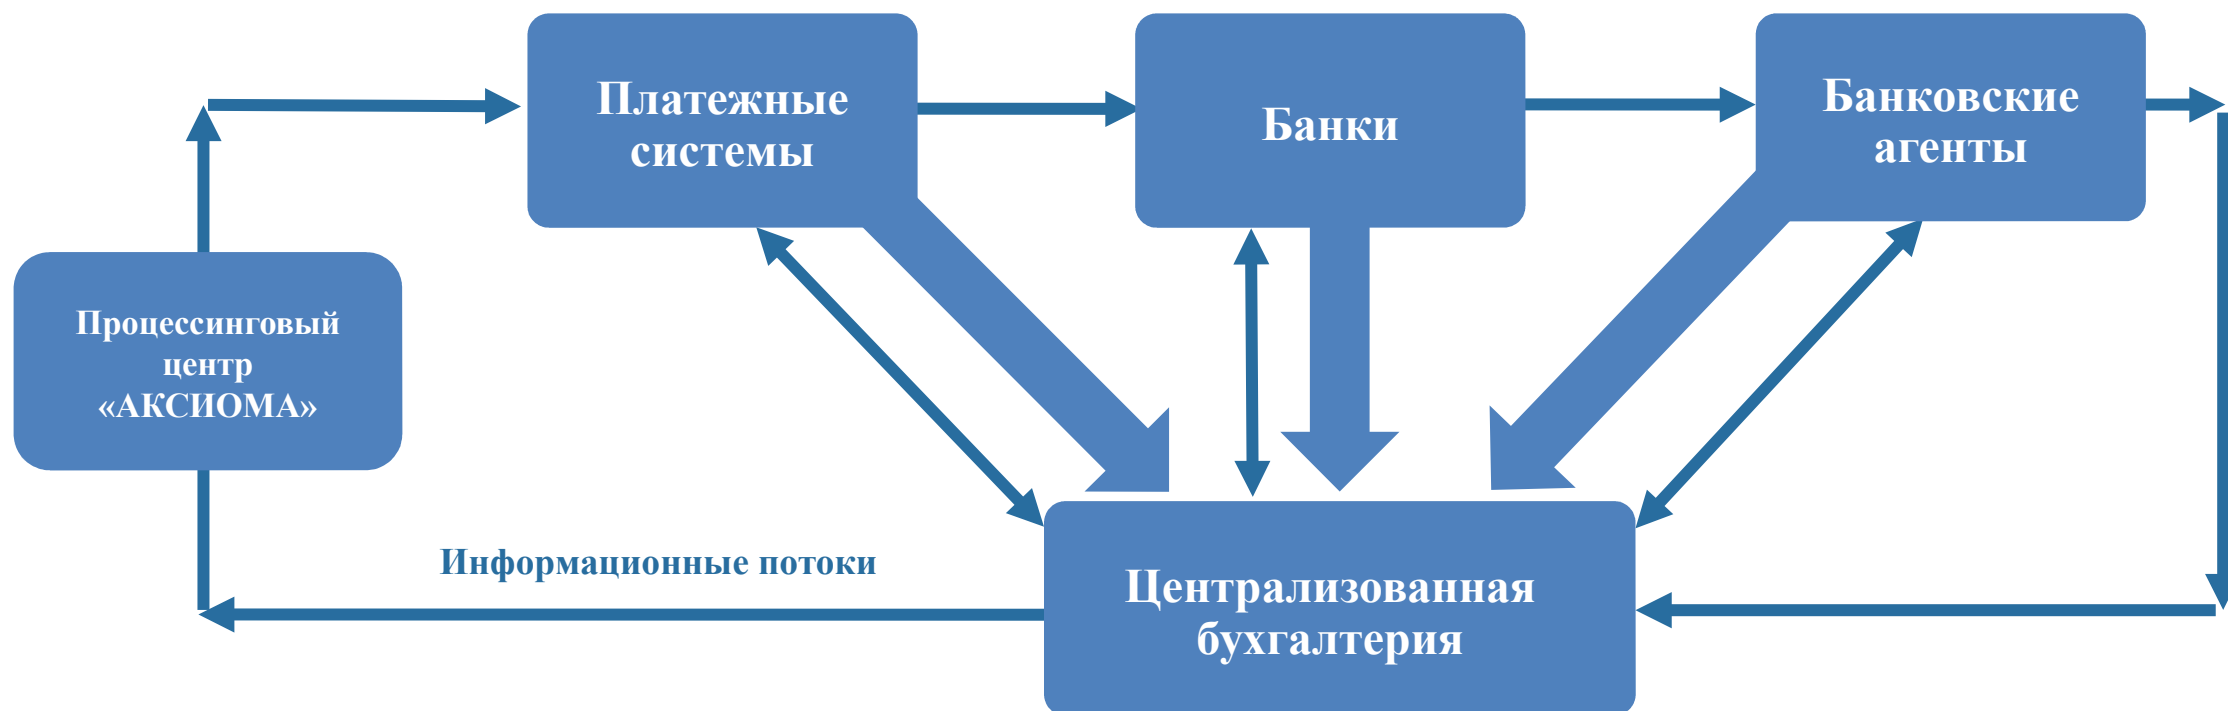 Платежные
системы
Банки
Банковские
агенты
Процессинговый
центр
«АКСИОМА»
Информационные потоки
Централизованная
бухгалтерия